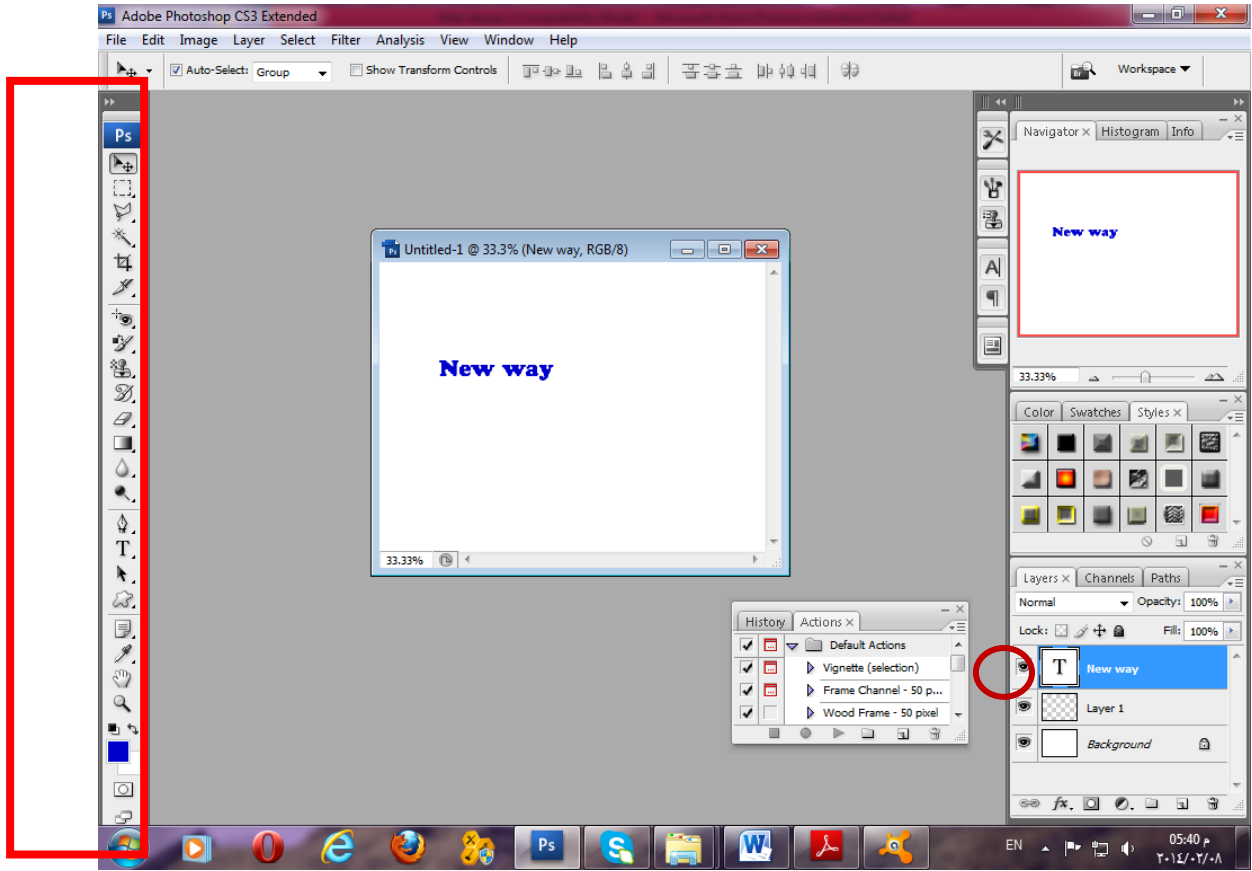 Ps Adobe Photoshop CS3 Extended
File Edit Image Layer Select Filter Analysis View Window Help
Auto-Select: Group Show Transform Controls Workspace
Ps
Navigator Histogram Info
New way
33.33%
Untitled-1 @ 33.3% (New way, RGB/8)
New way
33.33%
Color Swatches Styles
History Actions
Default Actions
Vignette (selection)
Frame Channel - 50 p...
Wood Frame - 50 pixel
Layers Channels Paths
Normal Opacity: 100%
Lock: Fill: 100%
T New way
Layer 1
Background
T
fx.
Ps W EN 05:40 م
٢٠١٤/٠٢/٠٨